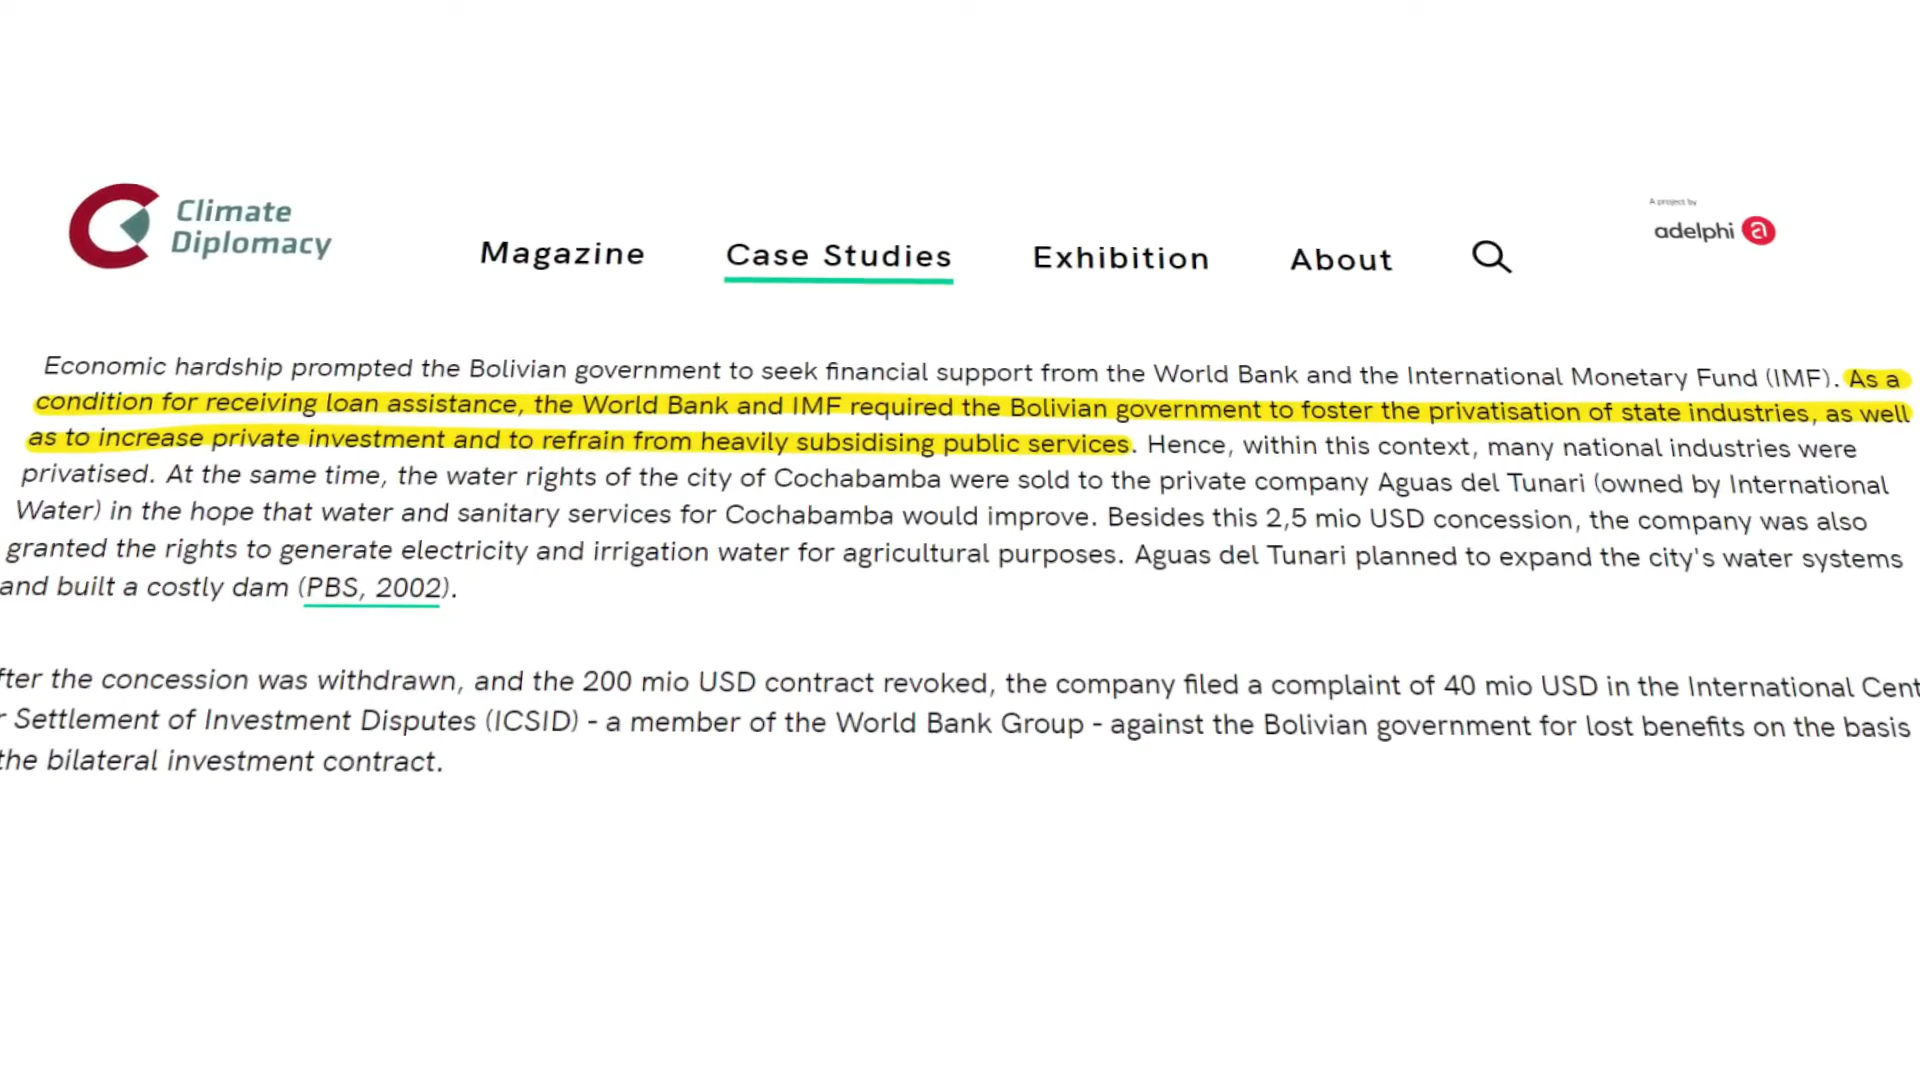 Climate
Diplomacy
Magazine
Case Studies
Exhibition
About
A project by
adelphi a
Economic hardship prompted the Bolivian government to seek financial support from the World Bank and the International Monetary Fund (IMF). As a
condition for receiving loan assistance, the World Bank and IMF required the Bolivian government to foster the privatisation of state industries, as well
as to increase private investment and to refrain from heavily subsidising public services. Hence, within this context, many national industries were
privatised. At the same time, the water rights of the city of Cochabamba were sold to the private company Aguas del Tunari (owned by International
Water) in the hope that water and sanitary services for Cochabamba would improve. Besides this 2,5 mio USD concession, the company was also
granted the rights to generate electricity and irrigation water for agricultural purposes. Aguas del Tunari planned to expand the city's water systems
and built a costly dam (PBS, 2002).
fter the concession was withdrawn, and the 200 mio USD contract revoked, the company filed a complaint of 40 mio USD in the International Cent
r Settlement of Investment Disputes (ICSID) - a member of the World Bank Group - against the Bolivian government for lost benefits on the basis
the bilateral investment contract.